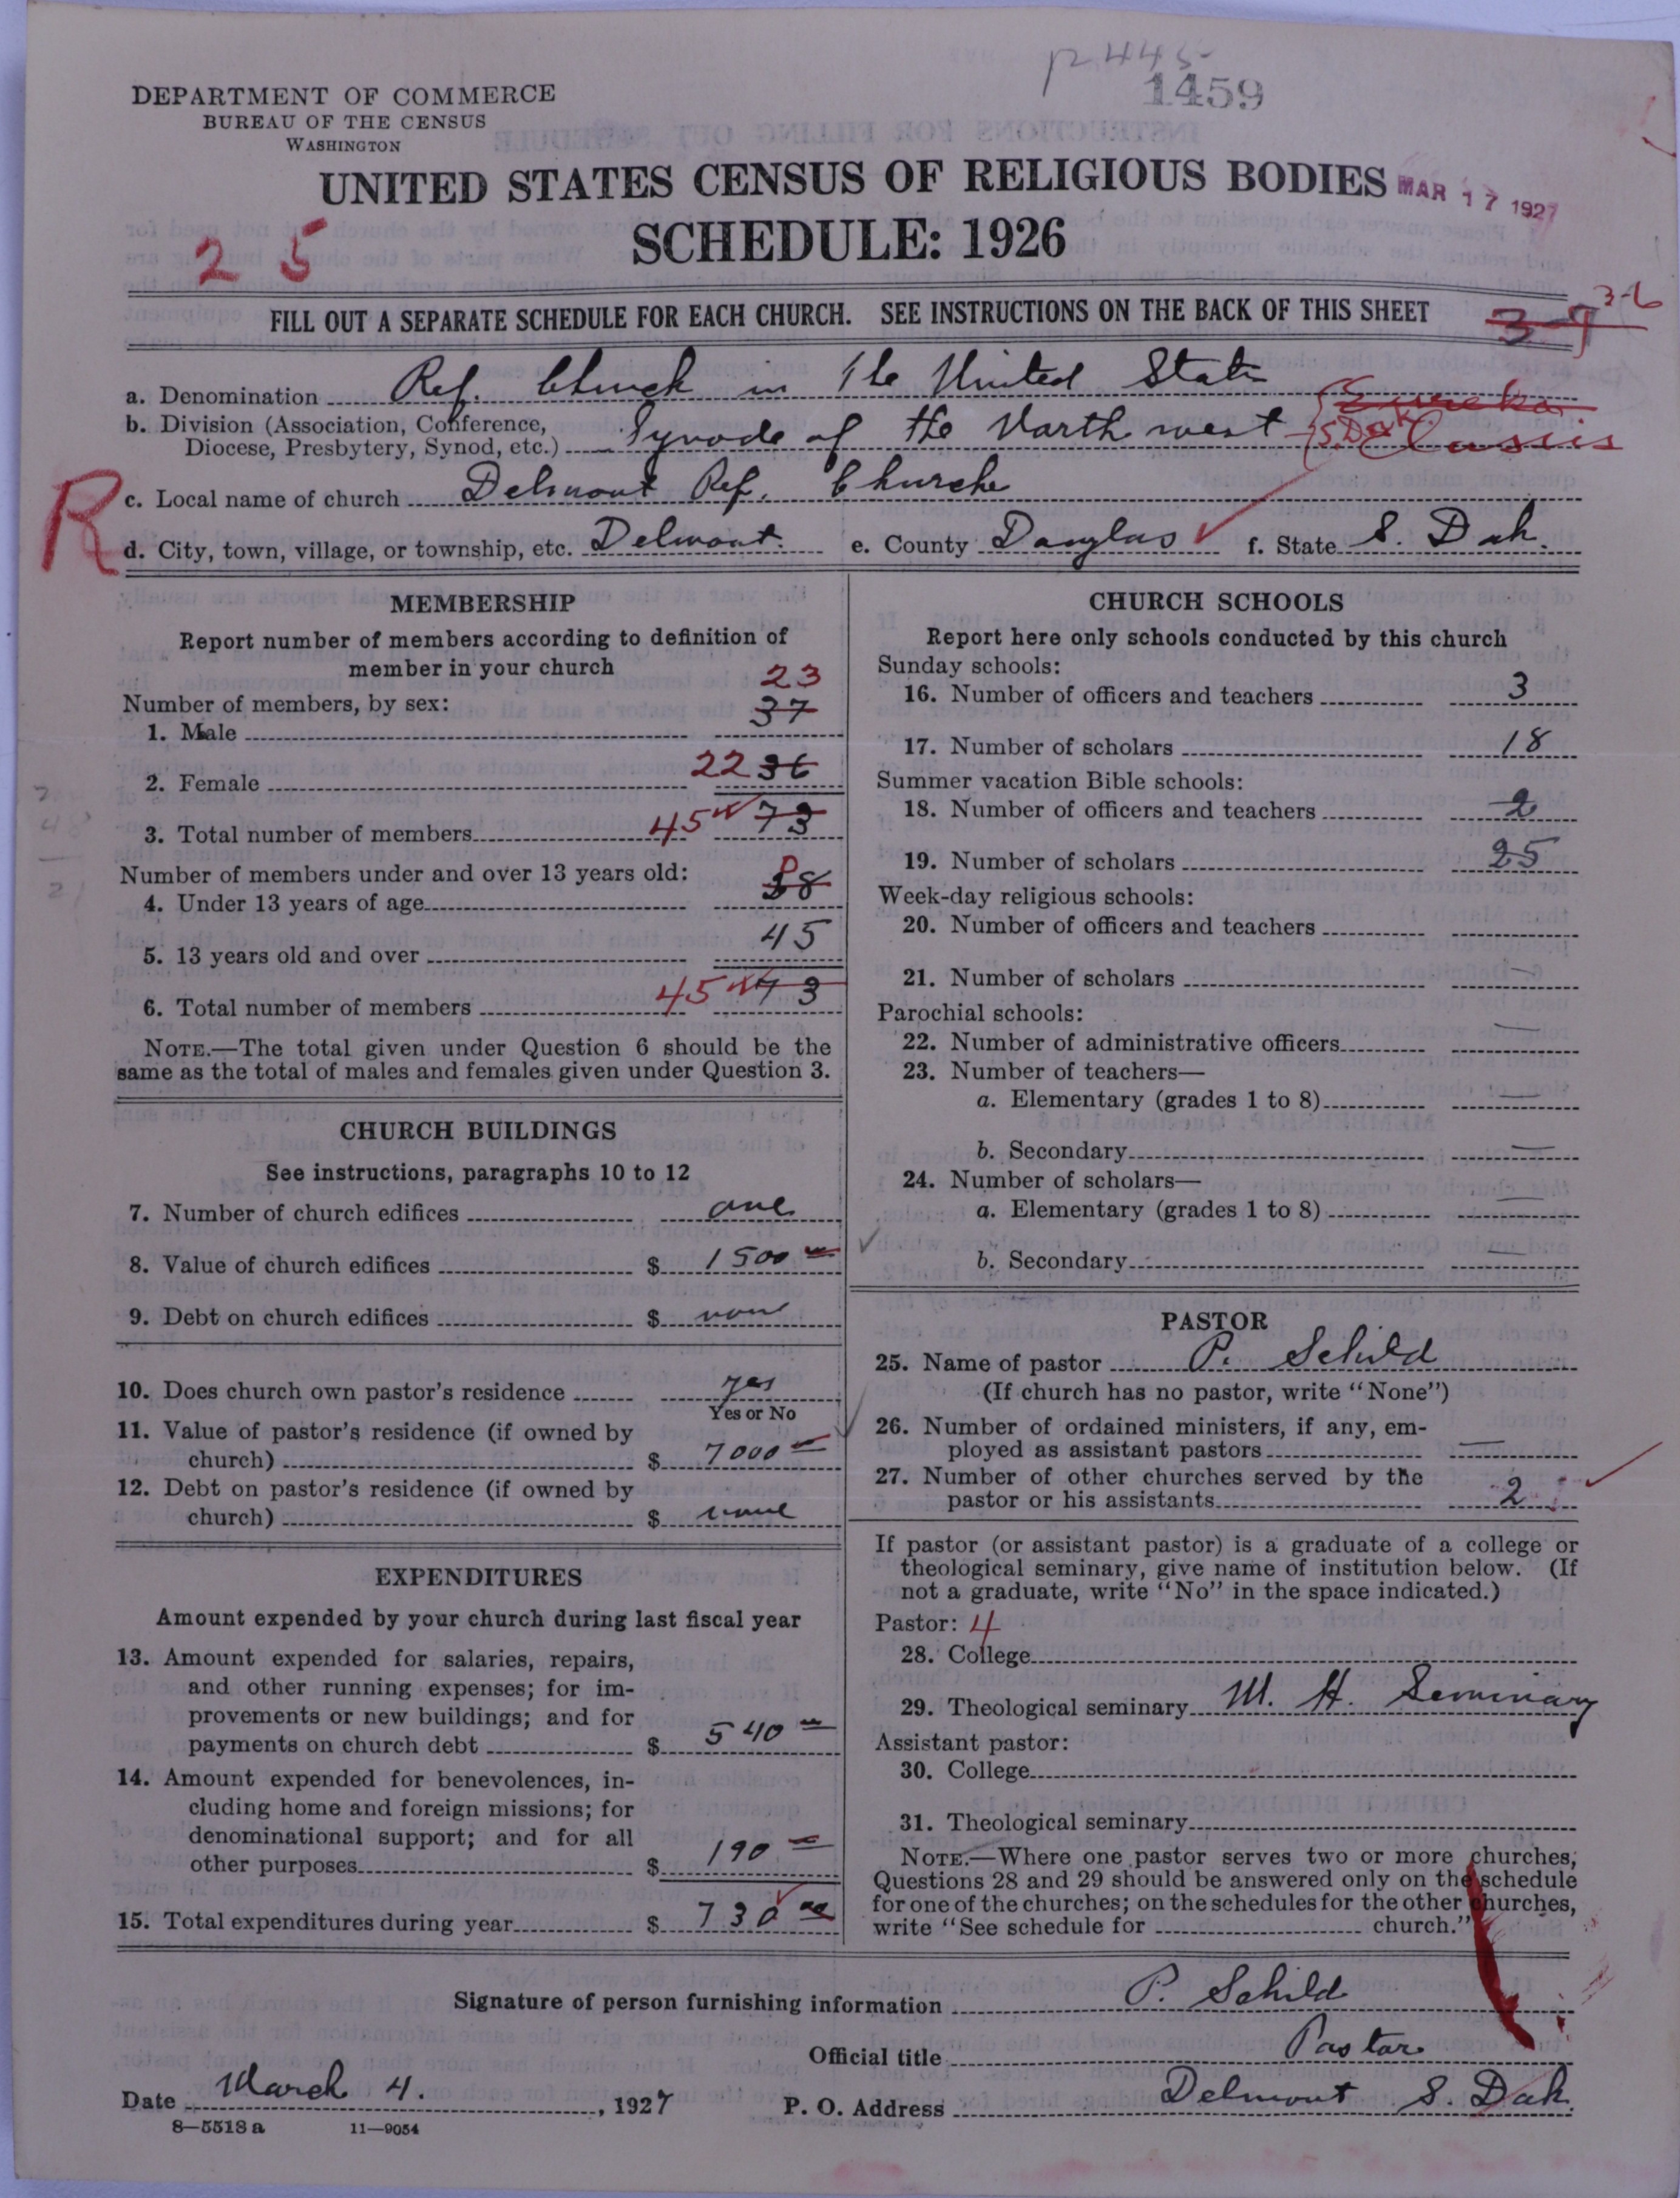 p. 445
1459
DEPARTMENT OF COMMERCE
BUREAU OF THE CENSUS
WASHINGTON
UNITED STATES CENSUS OF RELIGIOUS BODIES
MAR 17 1927
SCHEDULE: 1926
25
FILL OUT A SEPARATE SCHEDULE FOR EACH CHURCH. SEE INSTRUCTIONS ON THE BACK OF THIS SHEET
3-9 3-6
a. Denomination Ref. Church in the United State
Eureka
b. Division (Association, Conference,
Diocese, Presbytery, Synod, etc.) Synode of the Northwest S. Dak Classis
R
c. Local name of church Delmont Ref. Church
d. City, town, village, or township, etc. Delmont. e. County Douglas f. State S. Dak.
MEMBERSHIP
Report number of members according to definition of
member in your church
Number of members, by sex:
1. Male 23 37
2. Female 22 36
3. Total number of members 45 73
Number of members under and over 13 years old:
4. Under 13 years of age
5. 13 years old and over 45
6. Total number of members 45 73
NOTE.—The total given under Question 6 should be the
same as the total of males and females given under Question 3.
CHURCH BUILDINGS
See instructions, paragraphs 10 to 12
7. Number of church edifices one
8. Value of church edifices $ 1500
9. Debt on church edifices $ none
10. Does church own pastor's residence yes
Yes or No
11. Value of pastor's residence (if owned by
church) $ 7000
12. Debt on pastor's residence (if owned by
church) $ none
EXPENDITURES
Amount expended by your church during last fiscal year
13. Amount expended for salaries, repairs,
and other running expenses; for im-
provements or new buildings; and for
payments on church debt $ 540
14. Amount expended for benevolences, in-
cluding home and foreign missions; for
denominational support; and for all
other purposes $ 190
15. Total expenditures during year $ 730
CHURCH SCHOOLS
Report here only schools conducted by this church
Sunday schools:
16. Number of officers and teachers 3
17. Number of scholars 18
Summer vacation Bible schools:
18. Number of officers and teachers 2
19. Number of scholars 25
Week-day religious schools:
20. Number of officers and teachers
21. Number of scholars —
Parochial schools:
22. Number of administrative officers —
23. Number of teachers—
a. Elementary (grades 1 to 8) —
b. Secondary —
24. Number of scholars—
a. Elementary (grades 1 to 8) —
b. Secondary —
PASTOR
25. Name of pastor P. Schild
(If church has no pastor, write "None")
26. Number of ordained ministers, if any, em-
ployed as assistant pastors —
27. Number of other churches served by the
pastor or his assistants 2
If pastor (or assistant pastor) is a graduate of a college or
theological seminary, give name of institution below. (If
not a graduate, write "No" in the space indicated.)
Pastor: 4
28. College
29. Theological seminary M. H. Seminary
Assistant pastor:
30. College
31. Theological seminary
NOTE.—Where one pastor serves two or more churches,
Questions 28 and 29 should be answered only on the schedule
for one of the churches; on the schedules for the other churches,
write "See schedule for church."
Signature of person furnishing information P. Schild
Official title Pastor
Date March 4., 1927 P. O. Address Delmont S. Dak.
8—5513 a 11—9054